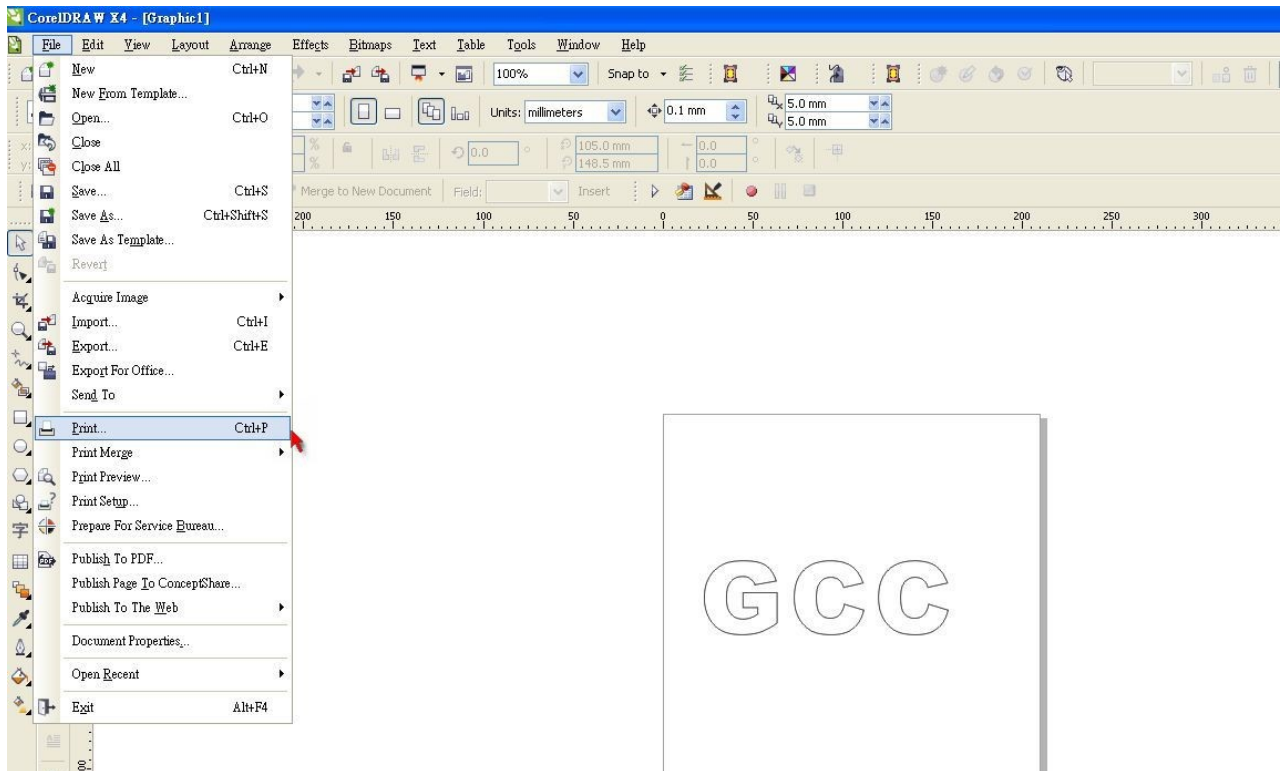 CorelDRAW X4 - [Graphic1]
File Edit View Layout Arrange Effects Bitmaps Text Table Tools Window Help
New Ctrl+N
100% Snap to
New From Template...
Open... Ctrl+O
Units: millimeters 0.1 mm 5.0 mm
5.0 mm
Close
x: % 0.0 ° 105.0 mm 0.0 °
y: % 148.5 mm 0.0 °
Close All
Save... Ctrl+S
Merge to New Document Field: Insert
Save As... Ctrl+Shift+S
200 150 100 50 0 50 100 150 200 250 300
Save As Template...
Revert
Acquire Image
Import... Ctrl+I
Export... Ctrl+E
Export For Office...
Send To
Print... Ctrl+P
Print Merge
Print Preview...
Print Setup...
字 Prepare For Service Bureau...
PDF Publish To PDF...
Publish Page To ConceptShare...
Publish To The Web
GCC
Document Properties...
Open Recent
Exit Alt+F4